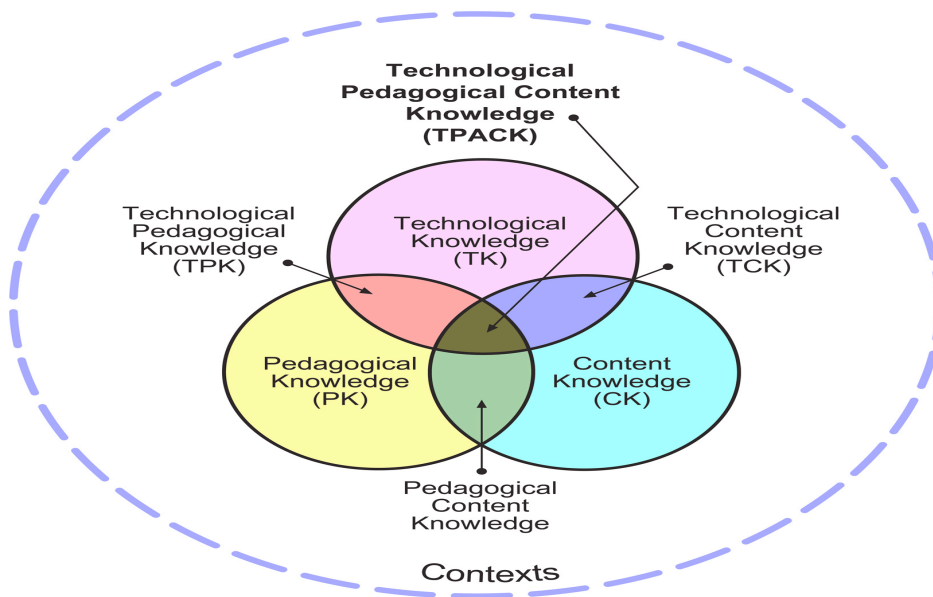 Technological
Pedagogical Content
Knowledge
(TPACK)
Technological
Pedagogical
Knowledge
(TPK)
Technological
Knowledge
(TK)
Technological
Content
Knowledge
(TCK)
Pedagogical
Knowledge
(PK)
Content
Knowledge
(CK)
Pedagogical
Content
Knowledge
Contexts